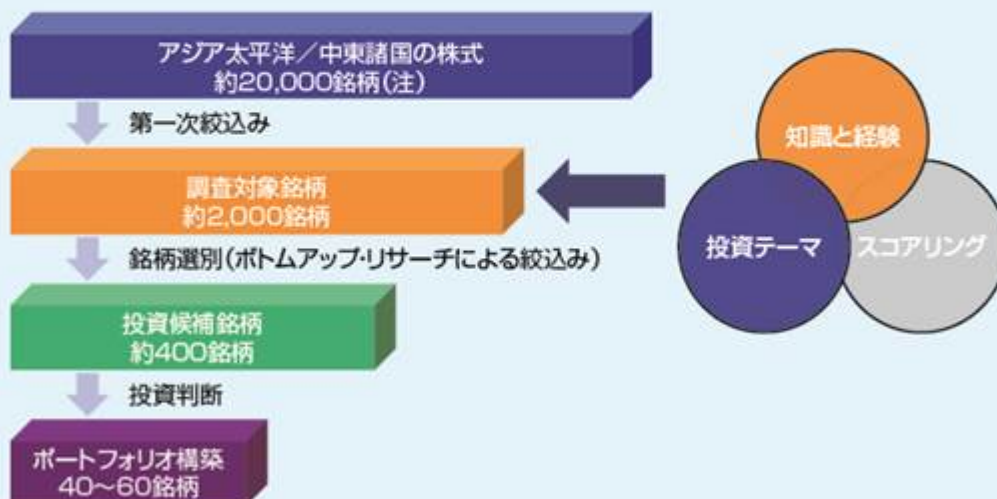 アジア太平洋／中東諸国の株式
約20,000銘柄(注)
第一次絞込み
調査対象銘柄
約2,000銘柄
銘柄選別(ボトムアップ・リサーチによる絞込み)
投資候補銘柄
約400銘柄
投資判断
ポートフォリオ構築
40～60銘柄
知識と経験
投資テーマ
スコアリング